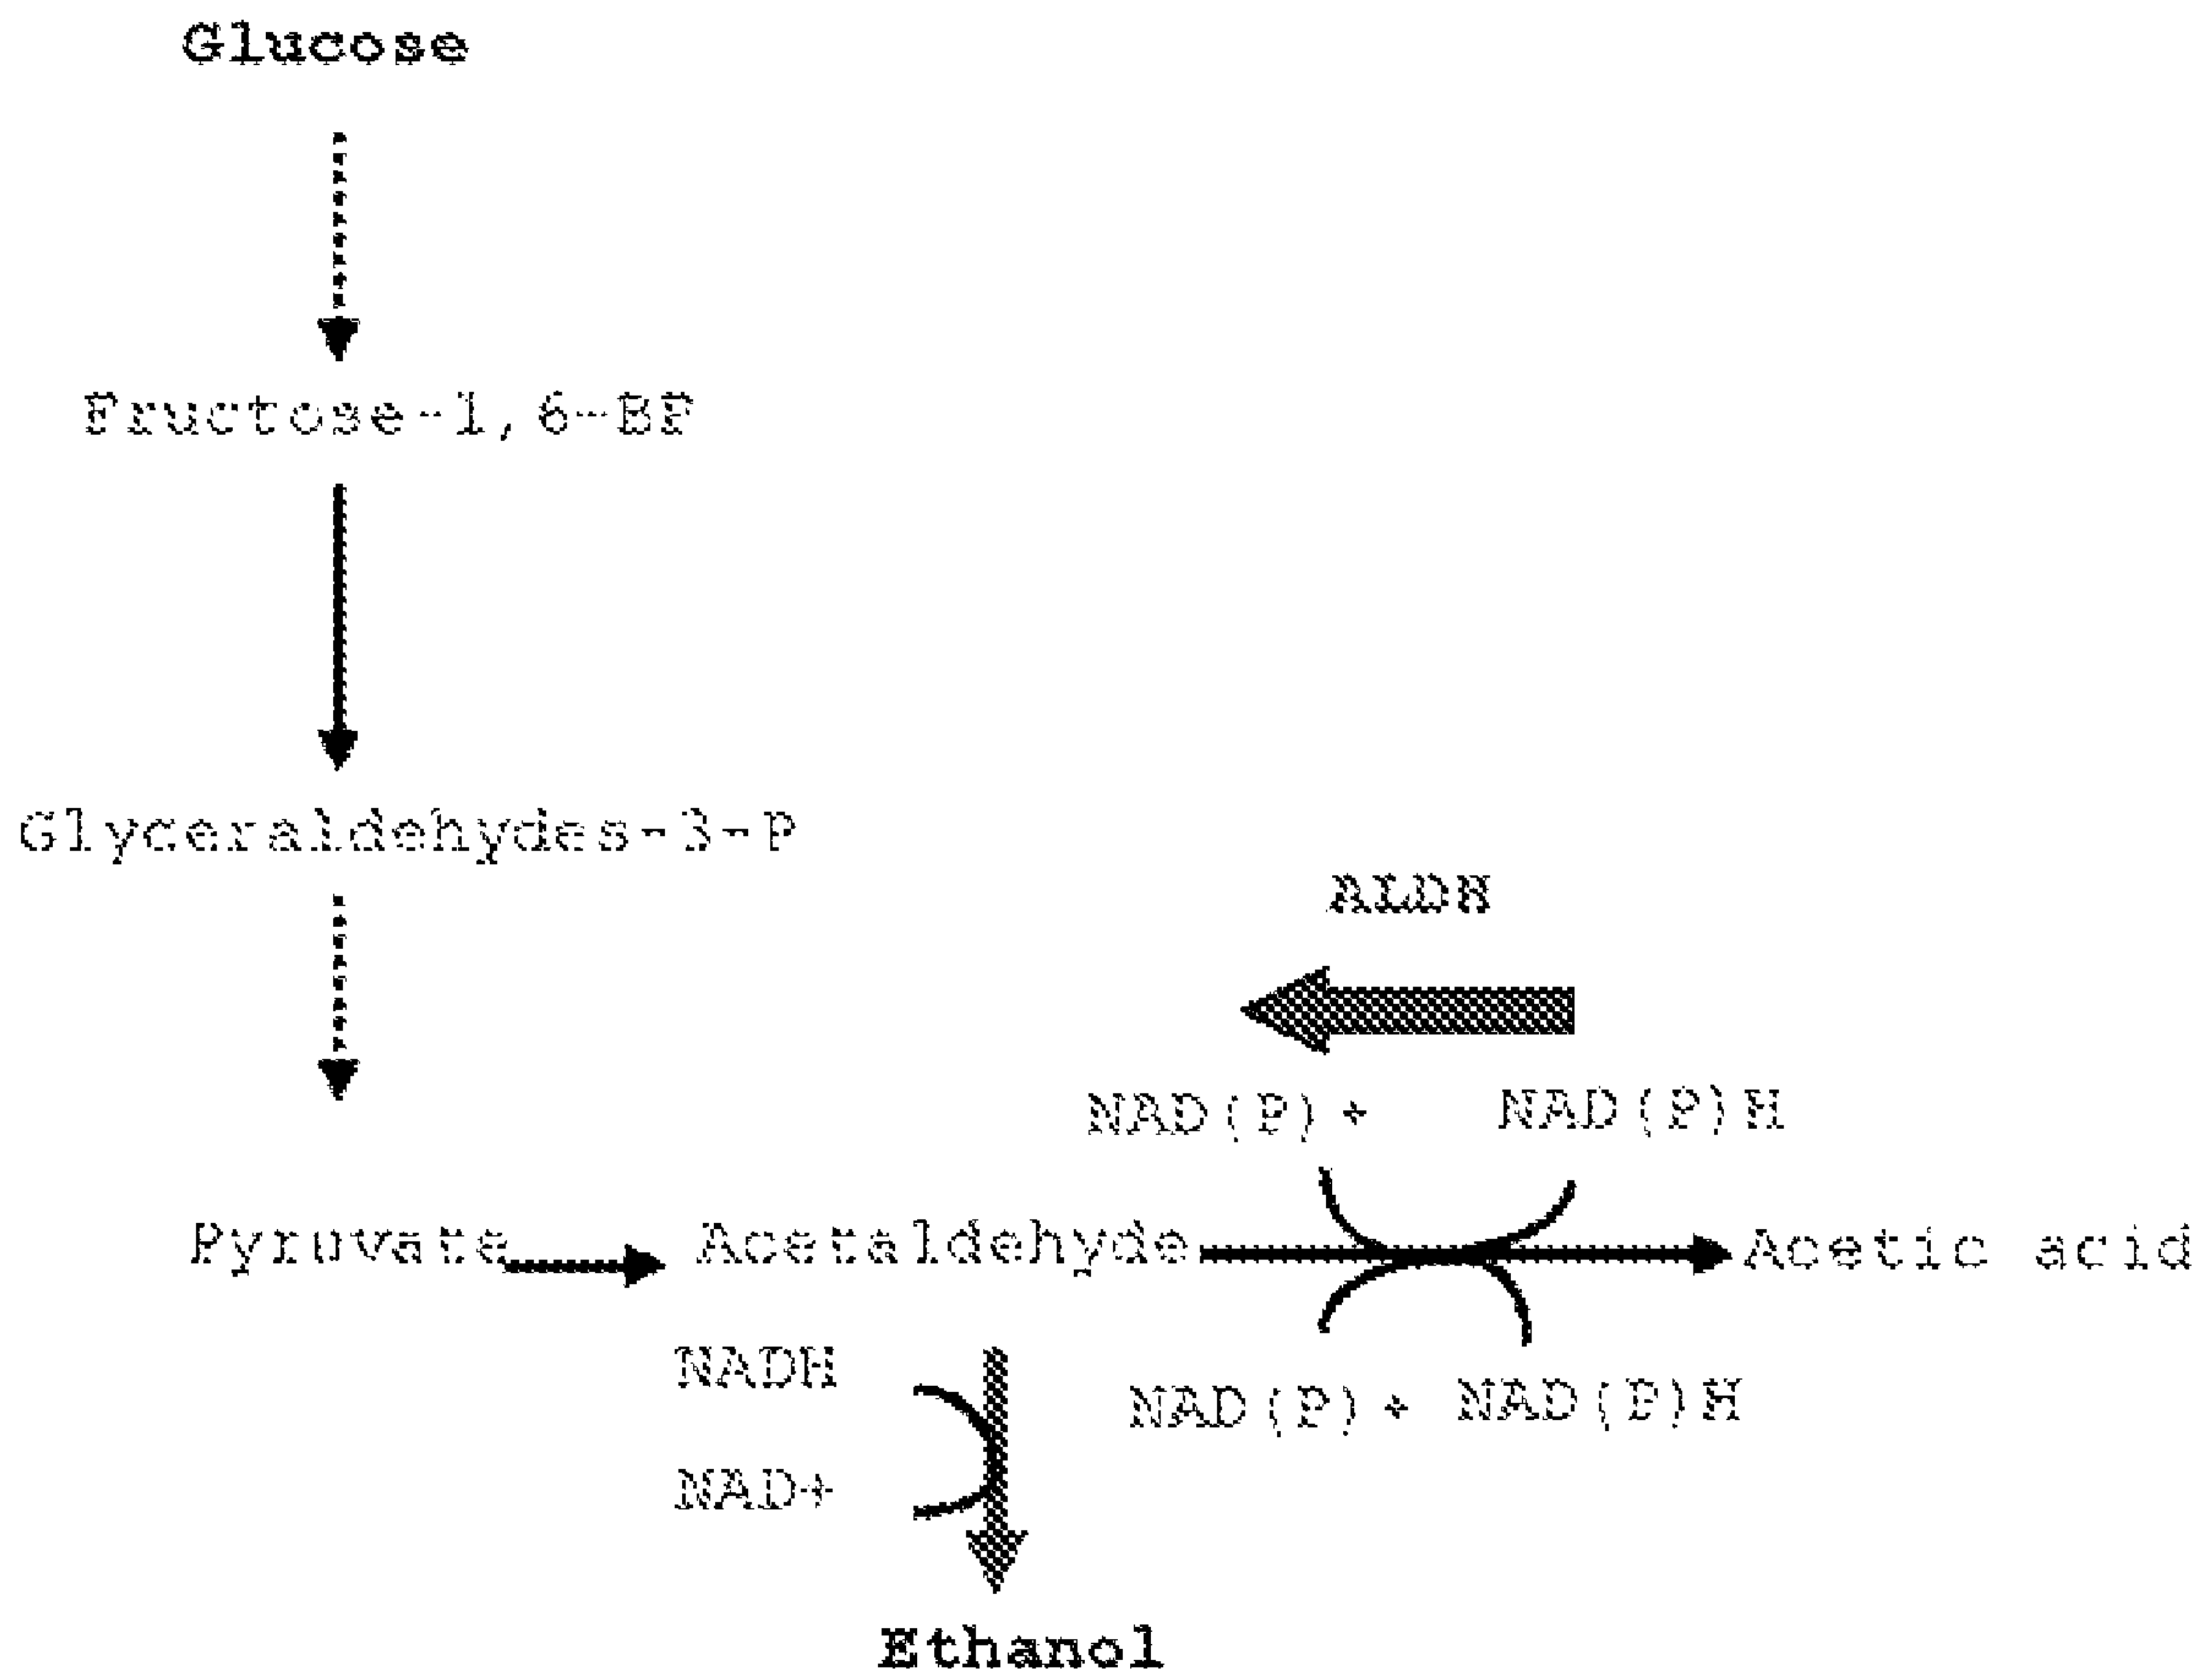 Glucose
Fructose-1,6-BP
Glyceraldehydes-3-P
ALDH
NAD(P)+ NAD(P)H
Pyruvate Acetaldehyde Acetic acid
NADH
NAD(P)+ NAD(P)H
NAD+
Ethanol